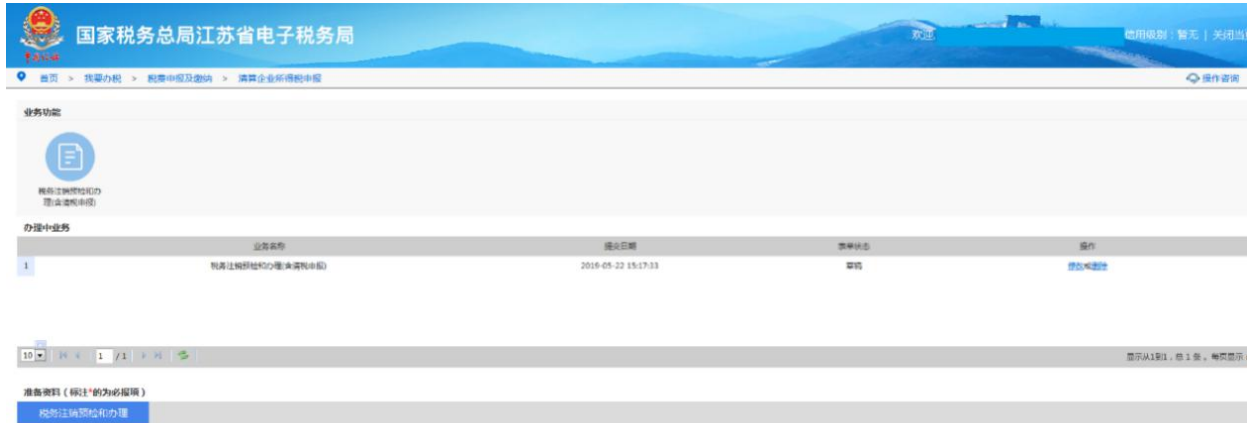 国家税务总局江苏省电子税务局
欢迎
信用级别：暂无 | 关闭当
首页 > 我要办税 > 税费申报及缴纳 > 清算企业所得税申报
操作咨询
业务功能
税务注销预检和办
理(含清税申报)
办理中业务
业务名称 提交日期 表单状态 操作
1 税务注销预检和办理(含清税申报) 2019-05-22 15:17:33 草稿 修改或删除
10 1 /1 显示从1到1，总 1 条，每页显示：
准备资料（标注*的为必报项）
税务注销预检和办理